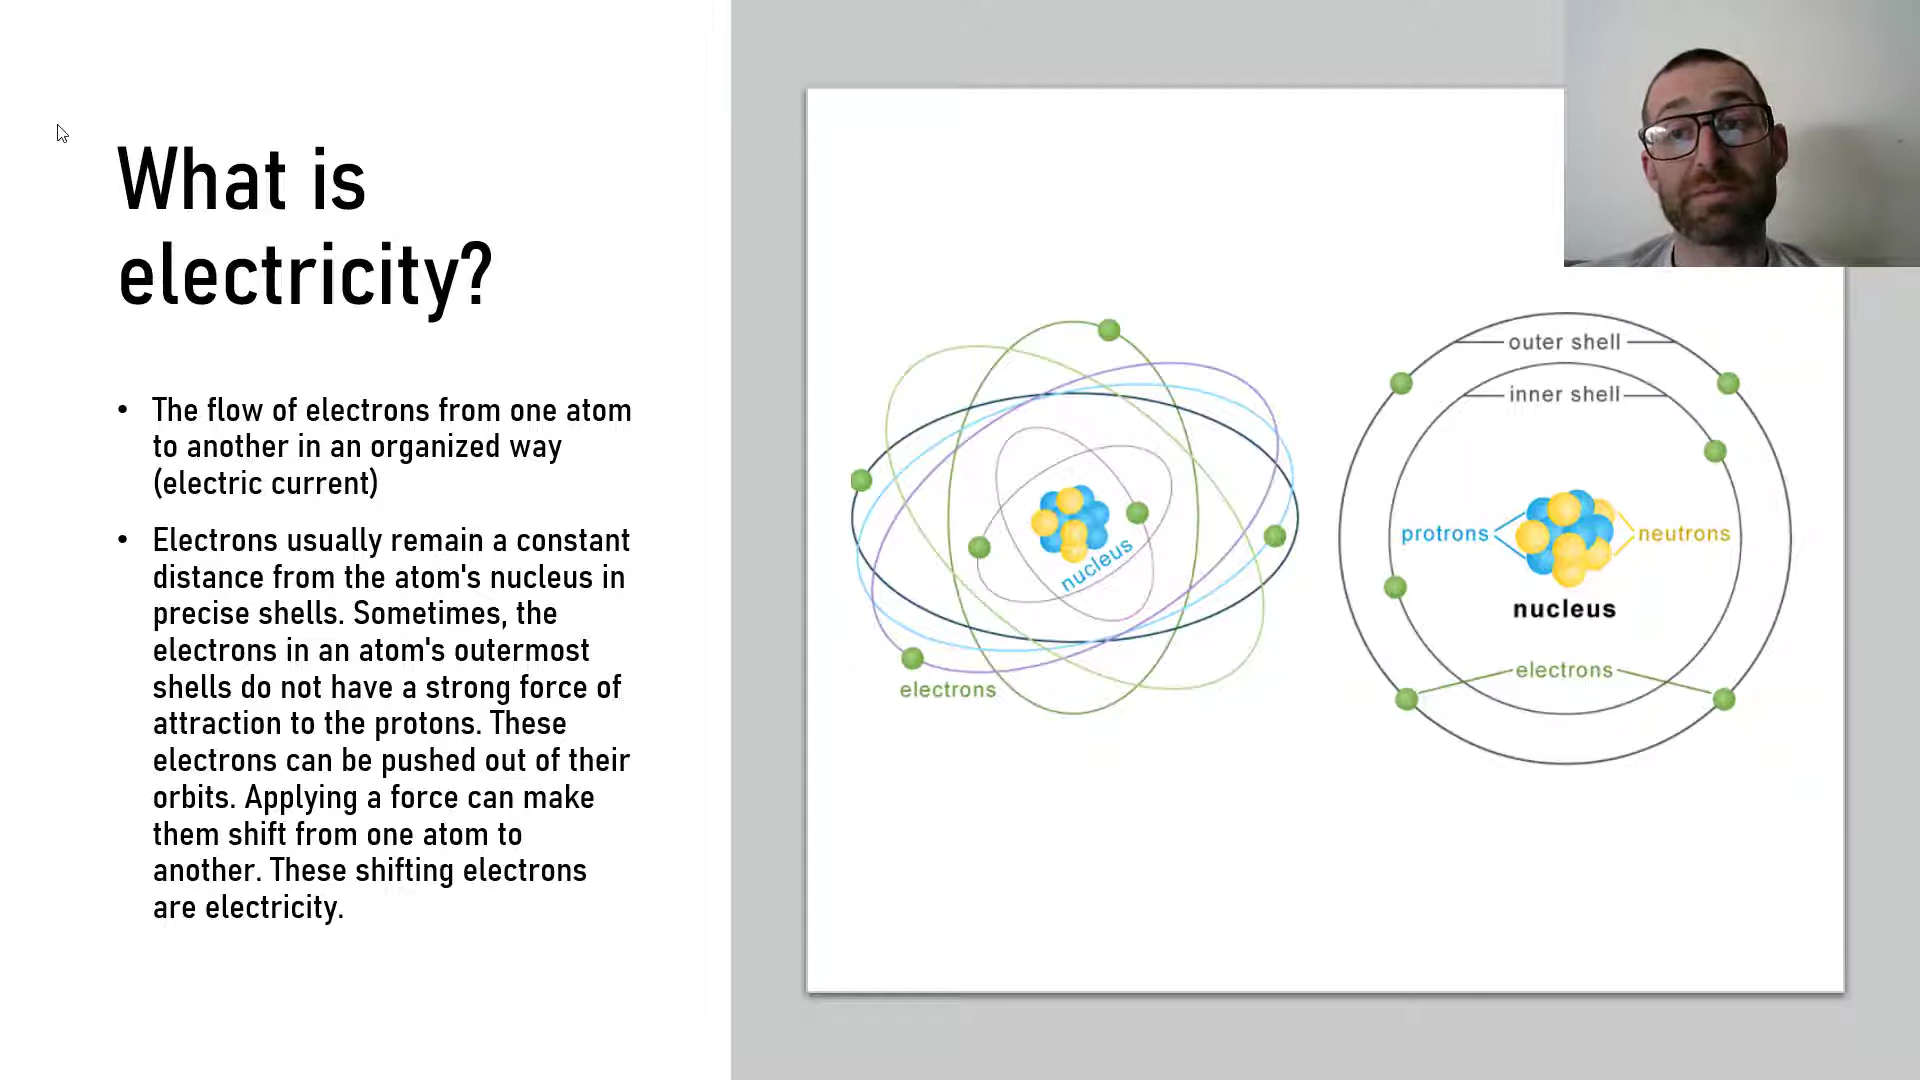 What is
electricity?
• The flow of electrons from one atom
to another in an organized way
(electric current)
• Electrons usually remain a constant
distance from the atom's nucleus in
precise shells. Sometimes, the
electrons in an atom's outermost
shells do not have a strong force of
attraction to the protons. These
electrons can be pushed out of their
orbits. Applying a force can make
them shift from one atom to
another. These shifting electrons
are electricity.
nucleus
electrons
outer shell
inner shell
protrons
neutrons
nucleus
electrons